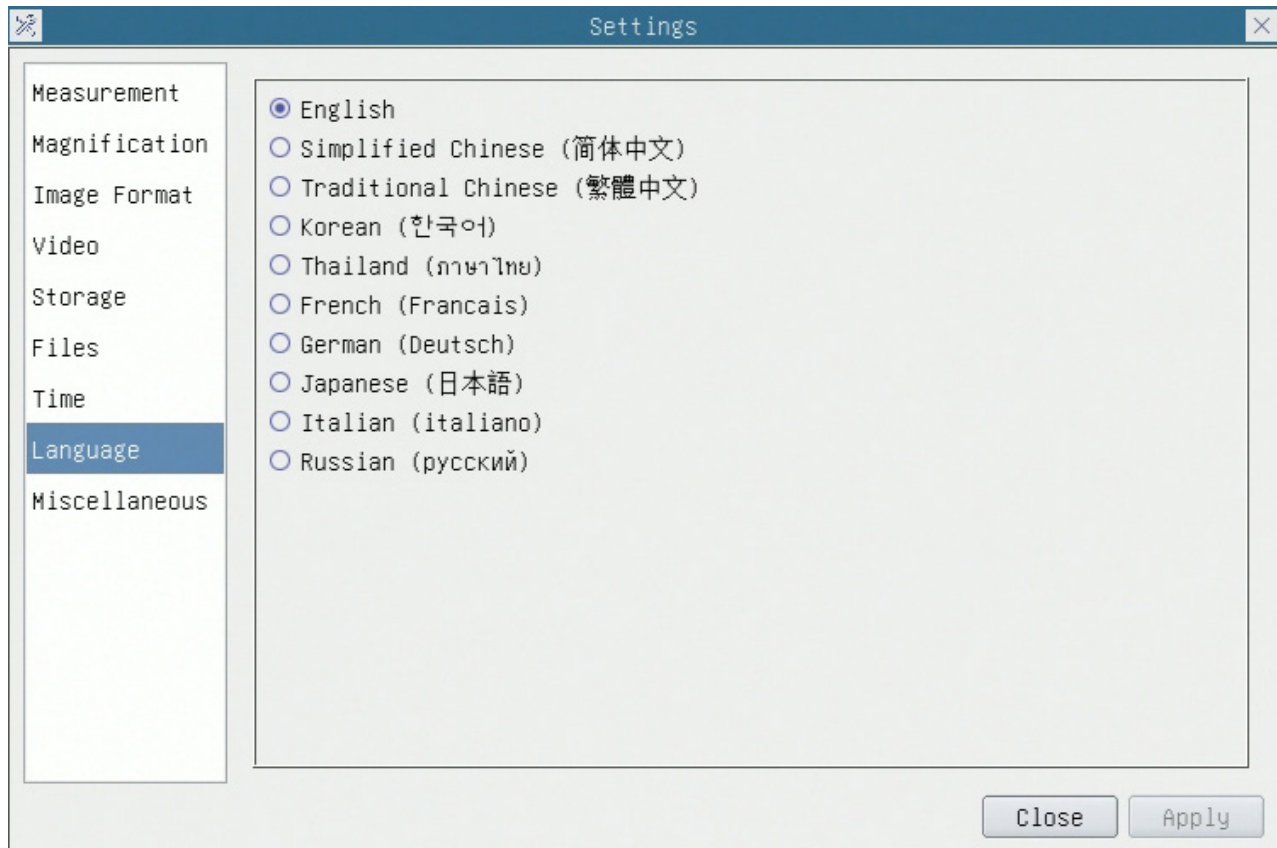 Settings
Measurement
Magnification
Image Format
Video
Storage
Files
Time
Language
Miscellaneous
English
Simplified Chinese (简体中文)
Traditional Chinese (繁體中文)
Korean (한국어)
Thailand (ภาษาไทย)
French (Francais)
German (Deutsch)
Japanese (日本語)
Italian (italiano)
Russian (русский)
Close
Apply